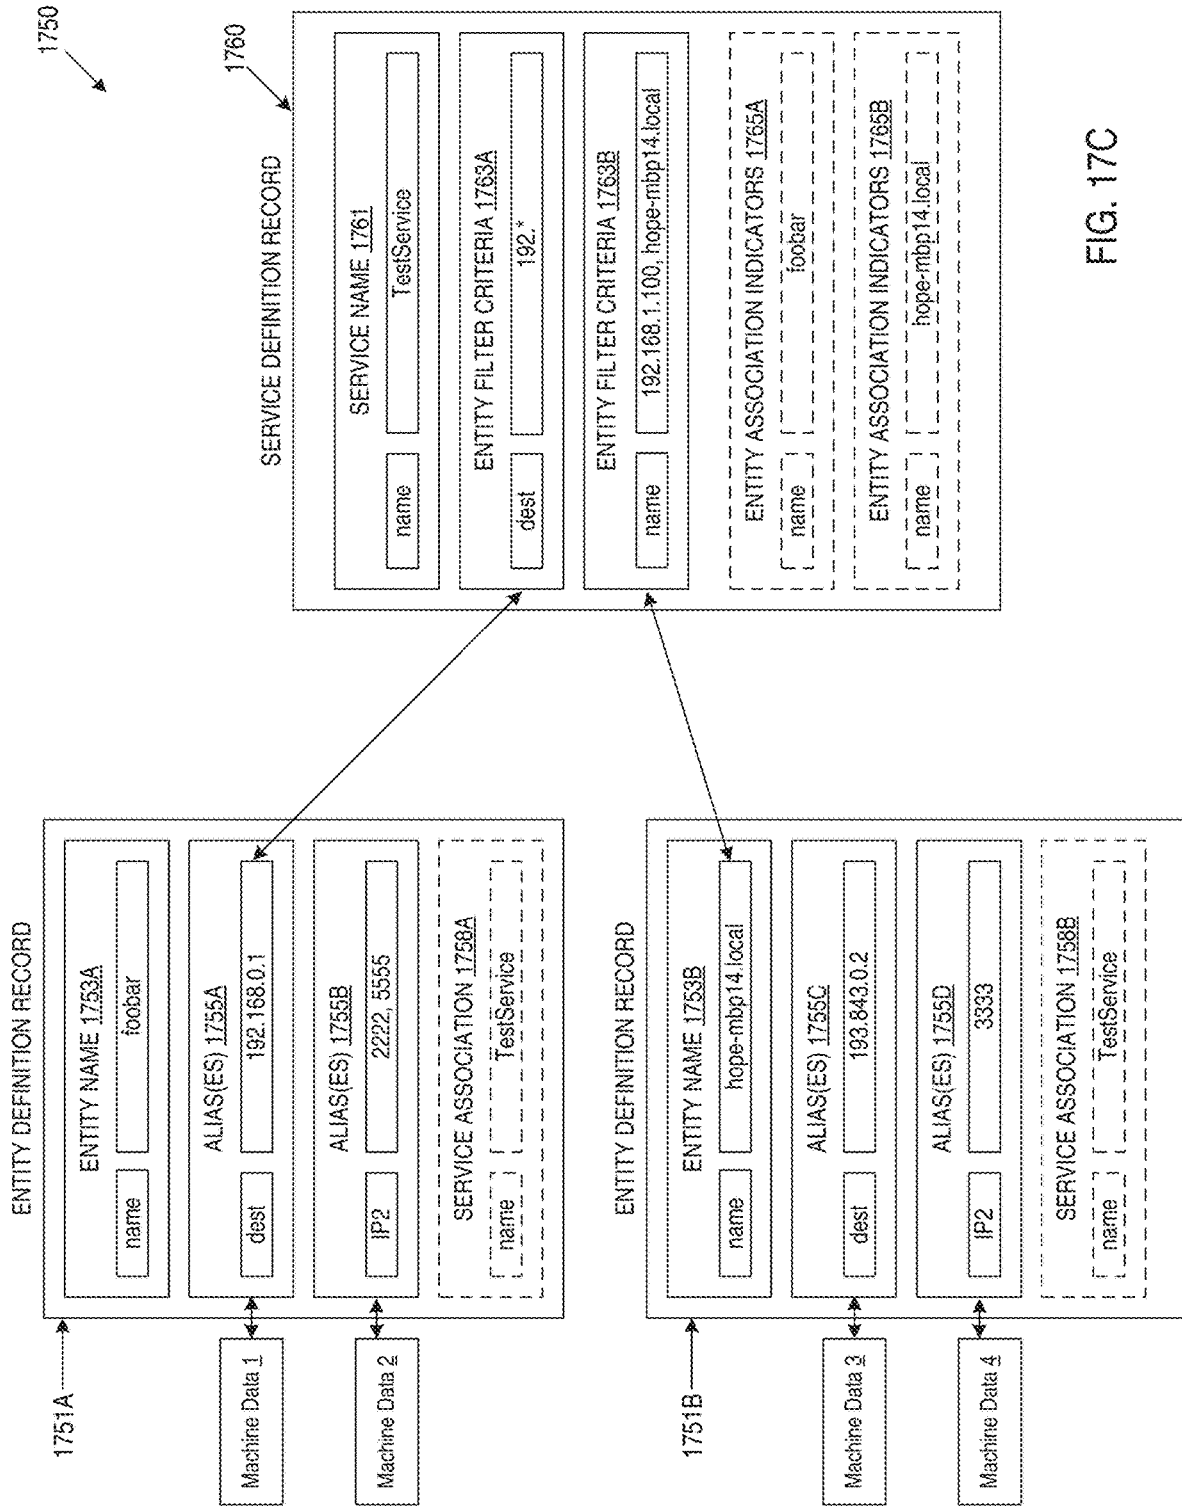 1750
ENTITY DEFINITION RECORD
1751A
ENTITY NAME 1753A
name
foobar
ALIAS(ES) 1755A
dest
192.168.0.1
Machine Data 1
ALIAS(ES) 1755B
IP2
2222, 5555
Machine Data 2
SERVICE ASSOCIATION 1758A
name
TestService
ENTITY DEFINITION RECORD
1751B
ENTITY NAME 1753B
name
hope-mbp14.local
ALIAS(ES) 1755C
dest
193.843.0.2
Machine Data 3
ALIAS(ES) 1755D
IP2
3333
Machine Data 4
SERVICE ASSOCIATION 1758B
name
TestService
SERVICE DEFINITION RECORD
1760
SERVICE NAME 1761
name
TestService
ENTITY FILTER CRITERIA 1763A
dest
192.*
ENTITY FILTER CRITERIA 1763B
name
192.168.1.100, hope-mbp14.local
ENTITY ASSOCIATION INDICATORS 1765A
name
foobar
ENTITY ASSOCIATION INDICATORS 1765B
name
hope-mbp14.local
FIG. 17C